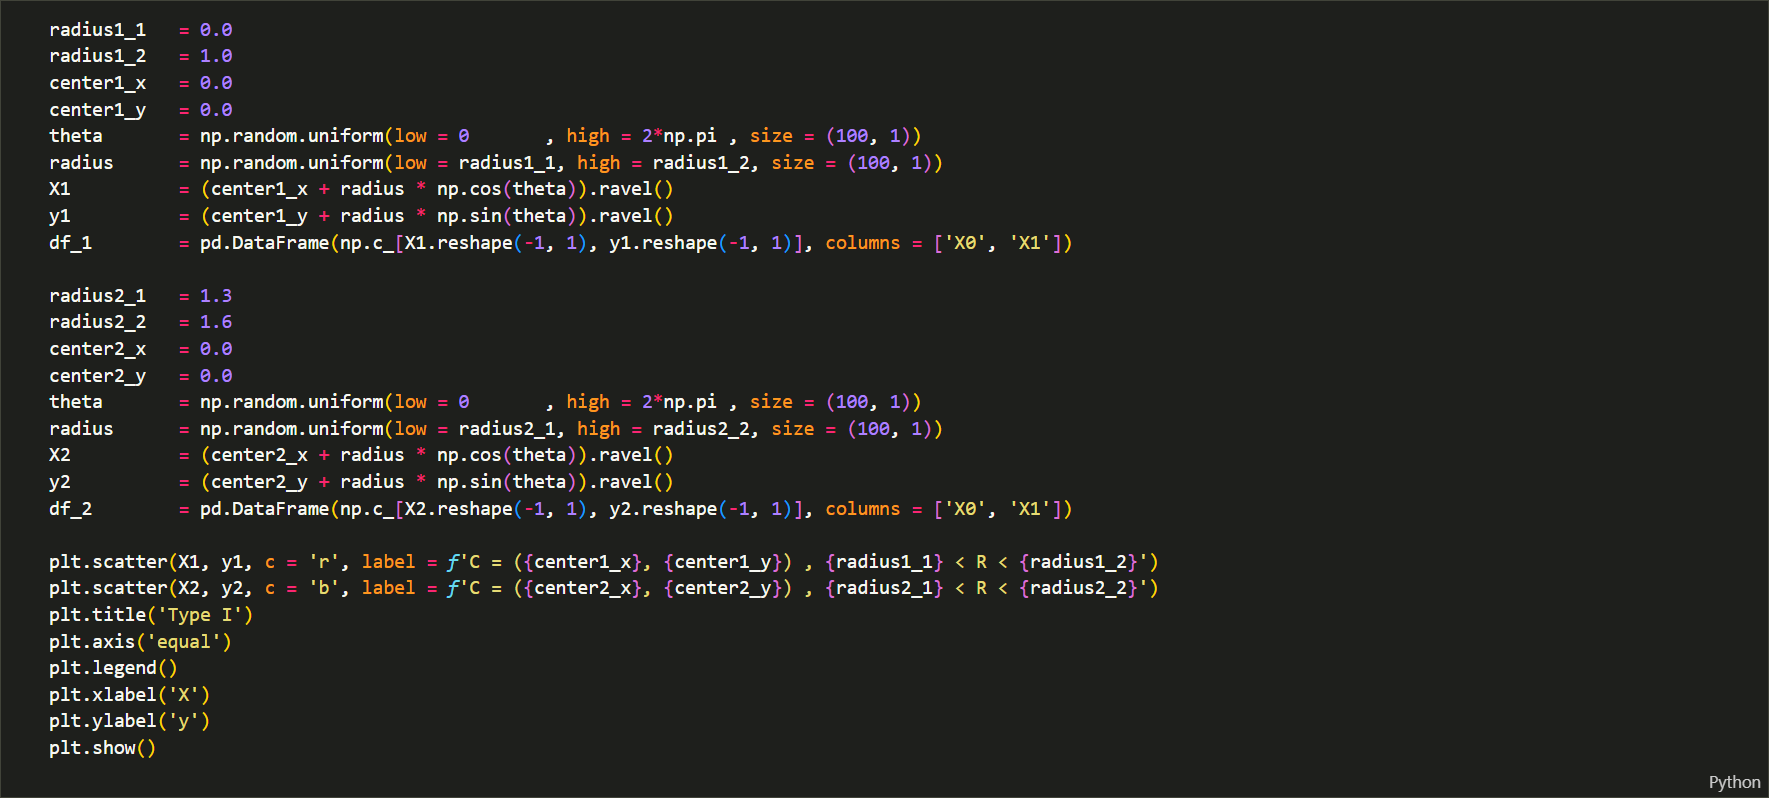 radius1_1   = 0.0
radius1_2   = 1.0
center1_x   = 0.0
center1_y   = 0.0
theta       = np.random.uniform(low = 0       , high = 2*np.pi , size = (100, 1))
radius      = np.random.uniform(low = radius1_1, high = radius1_2, size = (100, 1))
X1          = (center1_x + radius * np.cos(theta)).ravel()
y1          = (center1_y + radius * np.sin(theta)).ravel()
df_1        = pd.DataFrame(np.c_[X1.reshape(-1, 1), y1.reshape(-1, 1)], columns = ['X0', 'X1'])

radius2_1   = 1.3
radius2_2   = 1.6
center2_x   = 0.0
center2_y   = 0.0
theta       = np.random.uniform(low = 0       , high = 2*np.pi , size = (100, 1))
radius      = np.random.uniform(low = radius2_1, high = radius2_2, size = (100, 1))
X2          = (center2_x + radius * np.cos(theta)).ravel()
y2          = (center2_y + radius * np.sin(theta)).ravel()
df_2        = pd.DataFrame(np.c_[X2.reshape(-1, 1), y2.reshape(-1, 1)], columns = ['X0', 'X1'])

plt.scatter(X1, y1, c = 'r', label = f'C = ({center1_x}, {center1_y}) , {radius1_1} < R < {radius1_2}')
plt.scatter(X2, y2, c = 'b', label = f'C = ({center2_x}, {center2_y}) , {radius2_1} < R < {radius2_2}')
plt.title('Type I')
plt.axis('equal')
plt.legend()
plt.xlabel('X')
plt.ylabel('y')
plt.show()
Python